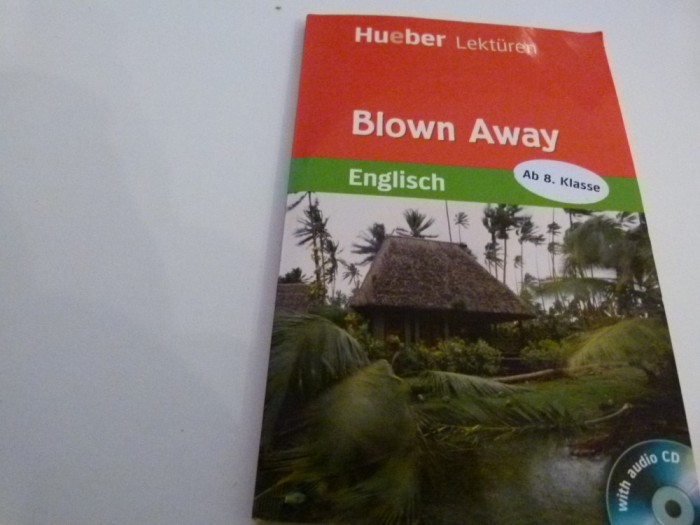 Hueber Lektüren
Blown Away
Englisch
Ab 8. Klasse
with audio CD